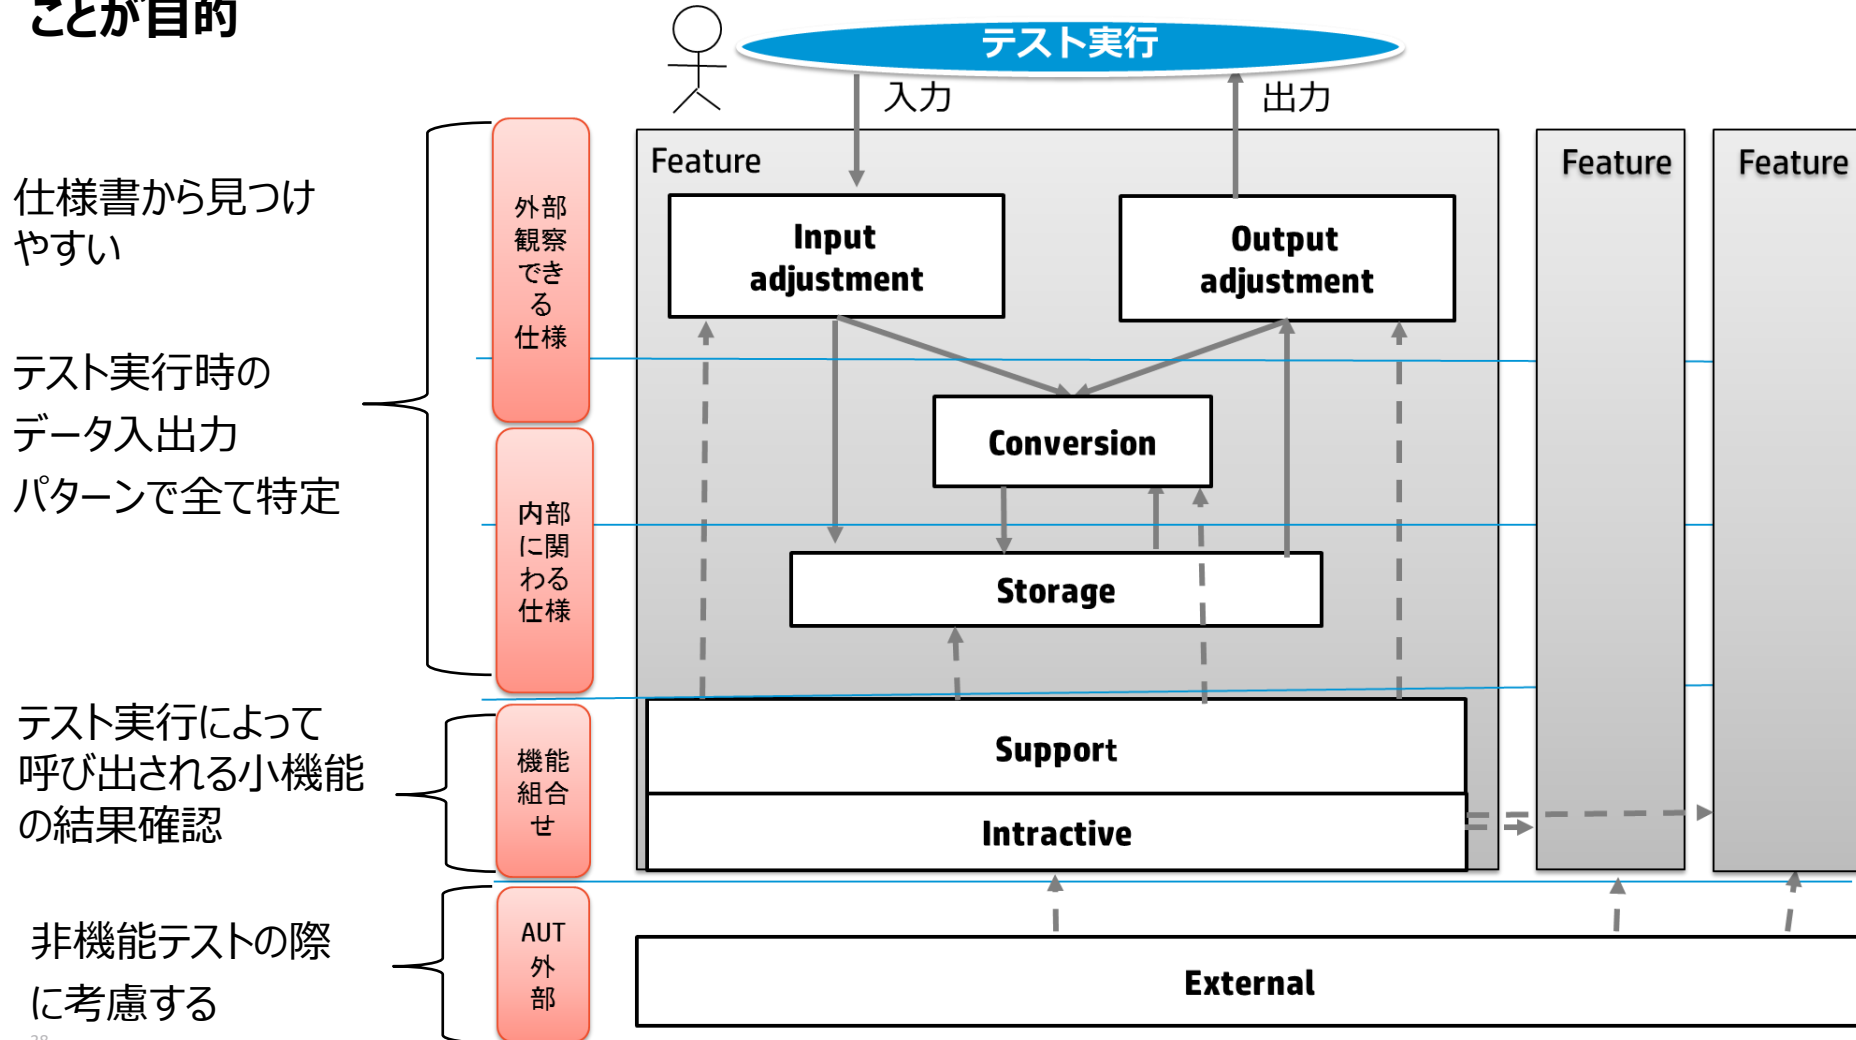 ことが目的
テスト実行
入力
出力
仕様書から見つけ
やすい
テスト実行時の
データ入出力
パターンで全て特定
テスト実行によって
呼び出される小機能
の結果確認
非機能テストの際
に考慮する
外部
観察
でき
る
仕様
内部
に関
わる
仕様
機能
組合
せ
AUT
外
部
Feature
Input
adjustment
Output
adjustment
Conversion
Storage
Support
Intractive
External
Feature
Feature